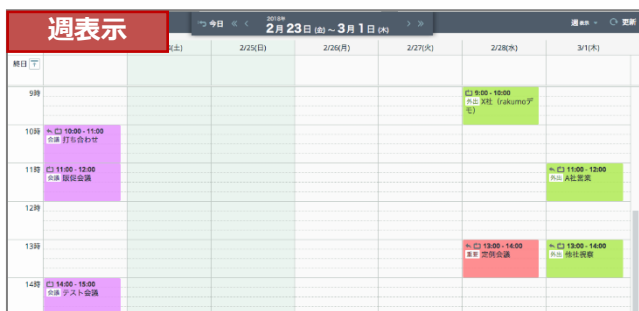 週表示
今日 « ‹
2018年
2月23日(金) ～ 3月1日(木)
› »
週表示
更新
(土) 2/25(日) 2/26(月) 2/27(火) 2/28(水) 3/1(木)
終日
9時
9:00 - 10:00
外出 X社（rakumoデ
モ)
10時
10:00 - 11:00
会議 打ち合わせ
11時
11:00 - 12:00
会議 販促会議
11:00 - 12:00
外出 A社営業
12時
13時
13:00 - 14:00
重要 定例会議
13:00 - 14:00
外出 他社視察
14時
14:00 - 15:00
会議 テスト会議